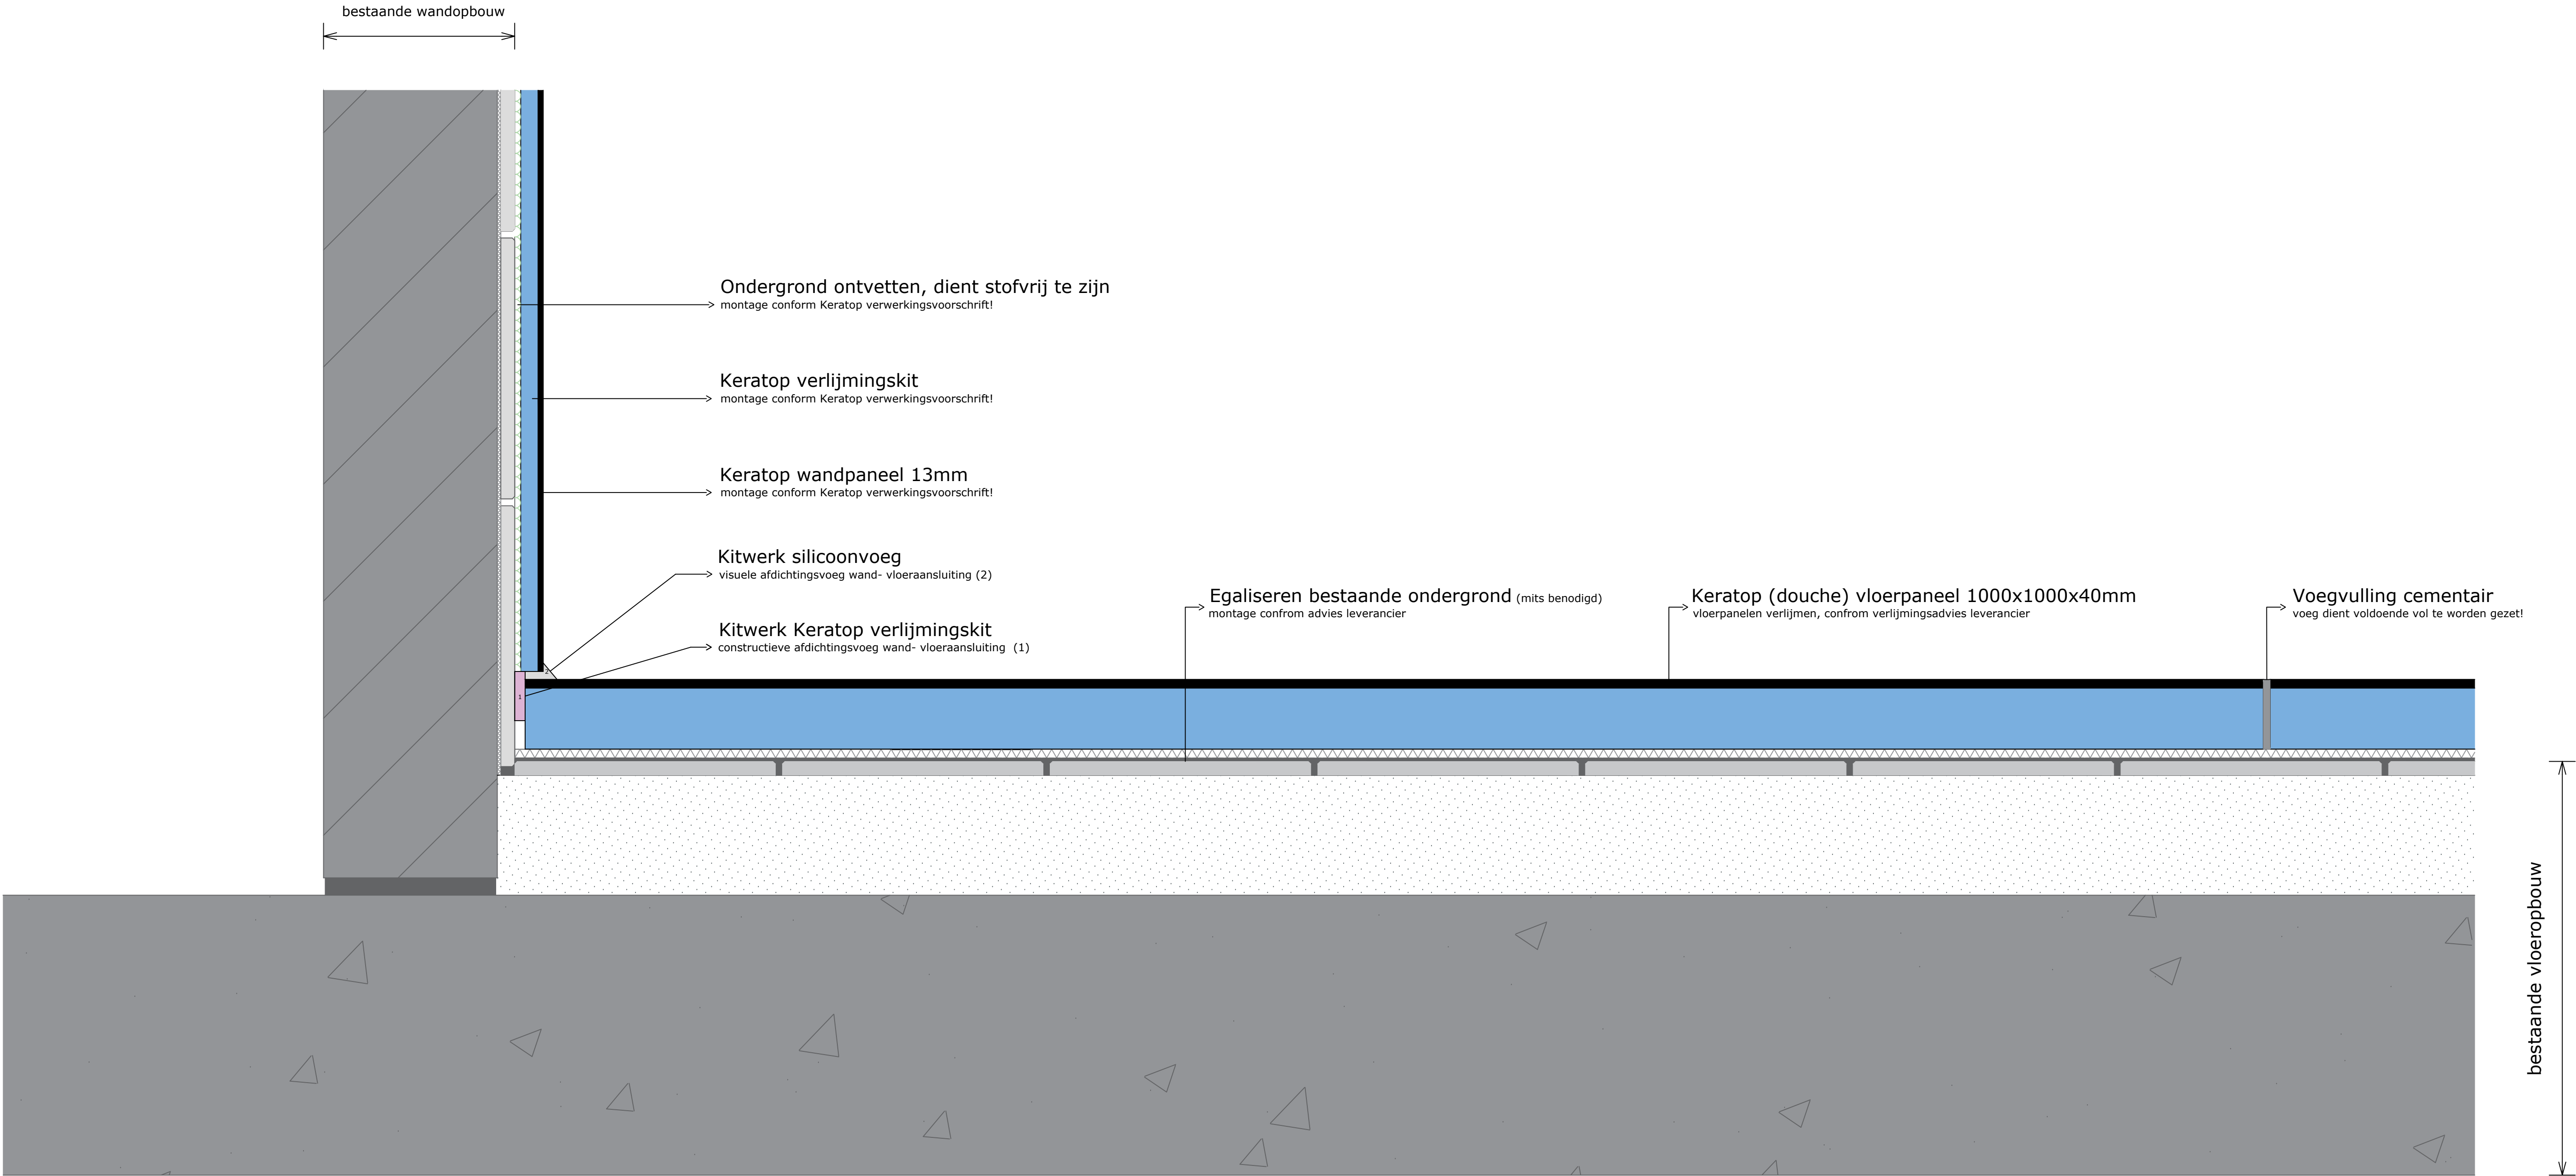 bestaande wandopbouw
Ondergrond ontvetten, dient stofvrij te zijn
montage conform Keratop verwerkingsvoorschrift!
Keratop verlijmingskit
montage conform Keratop verwerkingsvoorschrift!
Keratop wandpaneel 13mm
montage conform Keratop verwerkingsvoorschrift!
Kitwerk silicoonvoeg
visuele afdichtingsvoeg wand- vloeraansluiting (2)
Kitwerk Keratop verlijmingskit
constructieve afdichtingsvoeg wand- vloeraansluiting (1)
2
1
Egaliseren bestaande ondergrond (mits benodigd)
montage confrom advies leverancier
Keratop (douche) vloerpaneel 1000x1000x40mm
vloerpanelen verlijmen, confrom verlijmingsadvies leverancier
Voegvulling cementair
voeg dient voldoende vol te worden gezet!
bestaande vloeropbouw